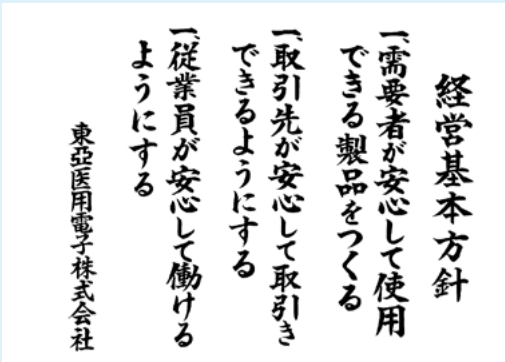 経営基本方針
一、需要者が安心して使用
できる製品をつくる
一、取引先が安心して取引き
できるようにする
一、従業員が安心して働ける
ようにする
東亞医用電子株式会社